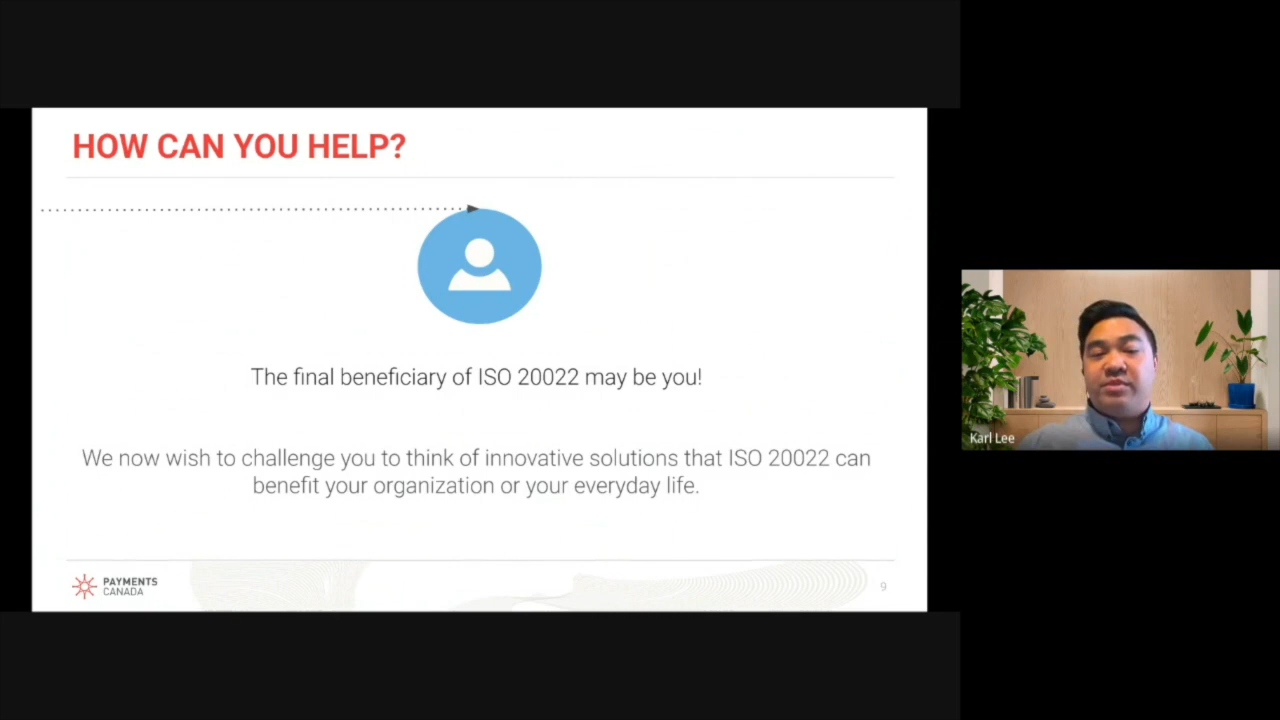 HOW CAN YOU HELP?
The final beneficiary of ISO 20022 may be you!
We now wish to challenge you to think of innovative solutions that ISO 20022 can
benefit your organization or your everyday life.
PAYMENTS
CANADA
9
Karl Lee